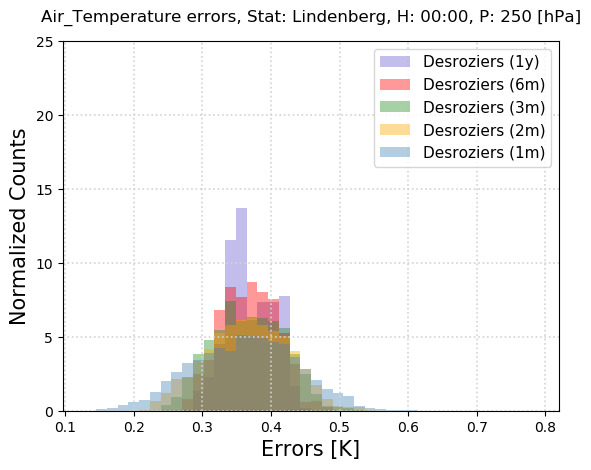 Air_Temperature errors, Stat: Lindenberg, H: 00:00, P: 250 [hPa]
25
20
15
10
5
0
Normalized Counts
Desroziers (1y)
Desroziers (6m)
Desroziers (3m)
Desroziers (2m)
Desroziers (1m)
0.1 0.2 0.3 0.4 0.5 0.6 0.7 0.8
Errors [K]